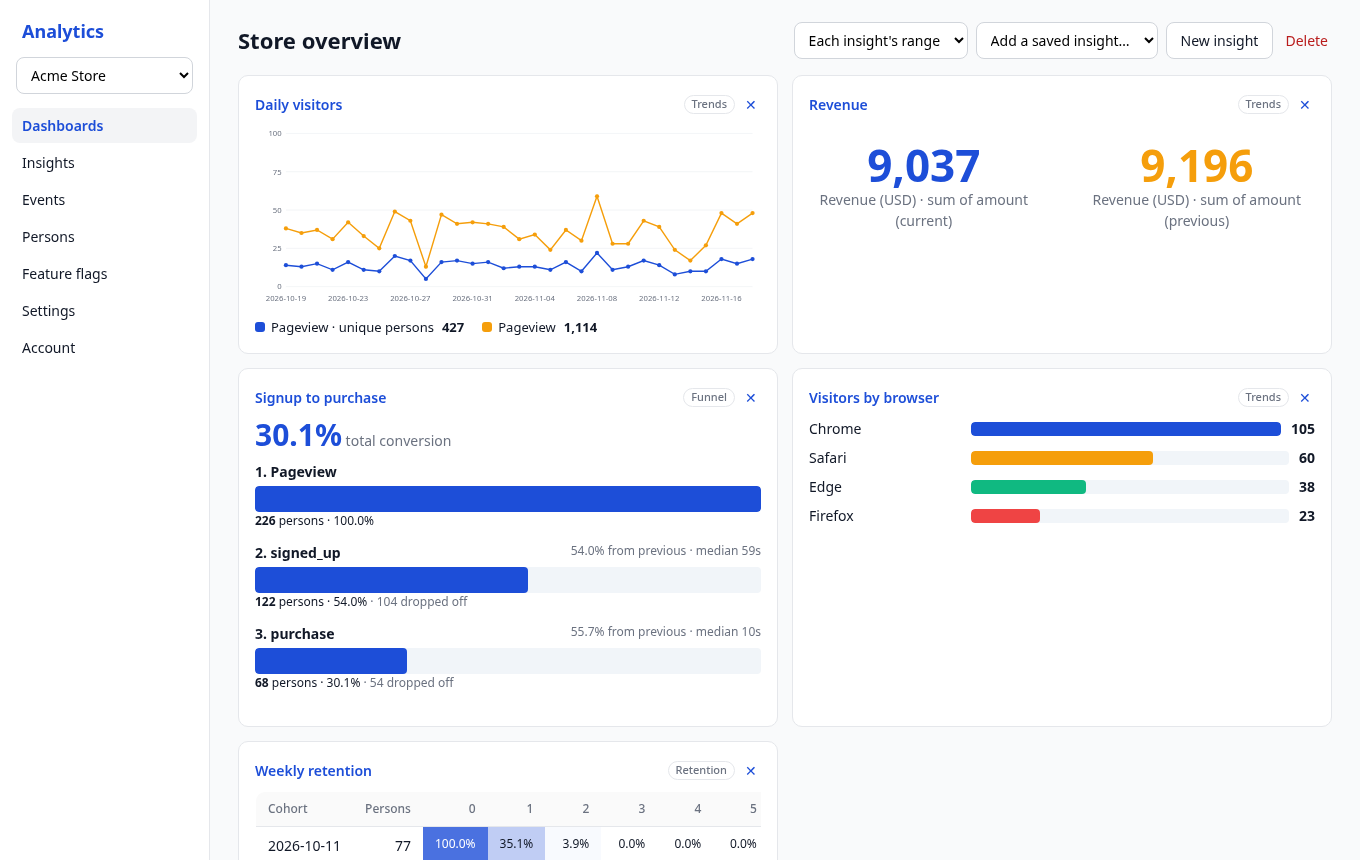 Analytics
Acme Store
Dashboards
Insights
Events
Persons
Feature flags
Settings
Account
Store overview
Each insight's range
Add a saved insight...
New insight
Delete
Daily visitors
Trends
✕
100
75
50
25
0
2026-10-19 2026-10-23 2026-10-27 2026-10-31 2026-11-04 2026-11-08 2026-11-12 2026-11-16
Pageview · unique persons 427 Pageview 1,114
Revenue
Trends
✕
9,037
Revenue (USD) · sum of amount
(current)
9,196
Revenue (USD) · sum of amount
(previous)
Signup to purchase
Funnel
✕
30.1% total conversion
1. Pageview
226 persons · 100.0%
2. signed_up
54.0% from previous · median 59s
122 persons · 54.0% · 104 dropped off
3. purchase
55.7% from previous · median 10s
68 persons · 30.1% · 54 dropped off
Visitors by browser
Trends
✕
Chrome 105
Safari 60
Edge 38
Firefox 23
Weekly retention
Retention
✕
Cohort Persons 0 1 2 3 4 5
2026-10-11 77 100.0% 35.1% 3.9% 0.0% 0.0% 0.0%